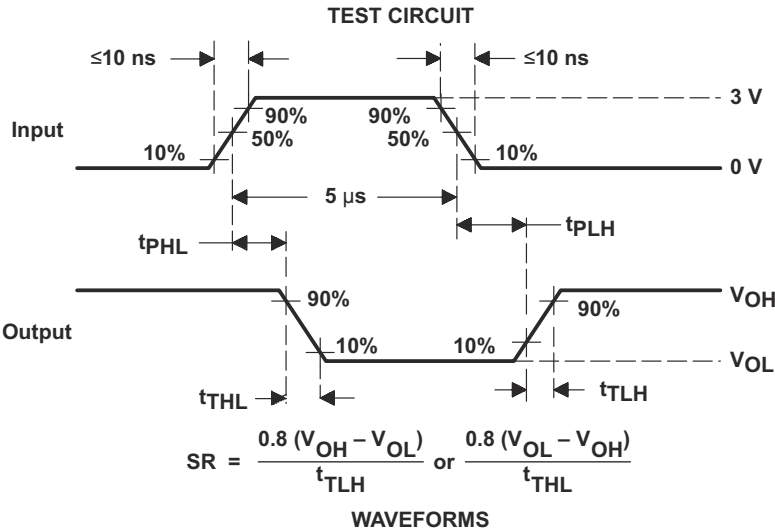 TEST CIRCUIT
≤10 ns
≤10 ns
3 V
90%
90%
Input
50%
50%
10%
10%
0 V
5 µs
tPHL
tPLH
VOH
90%
90%
Output
10%
10%
VOL
tTHL
tTLH
SR = 0.8 (VOH – VOL) / tTLH or 0.8 (VOL – VOH) / tTHL
WAVEFORMS